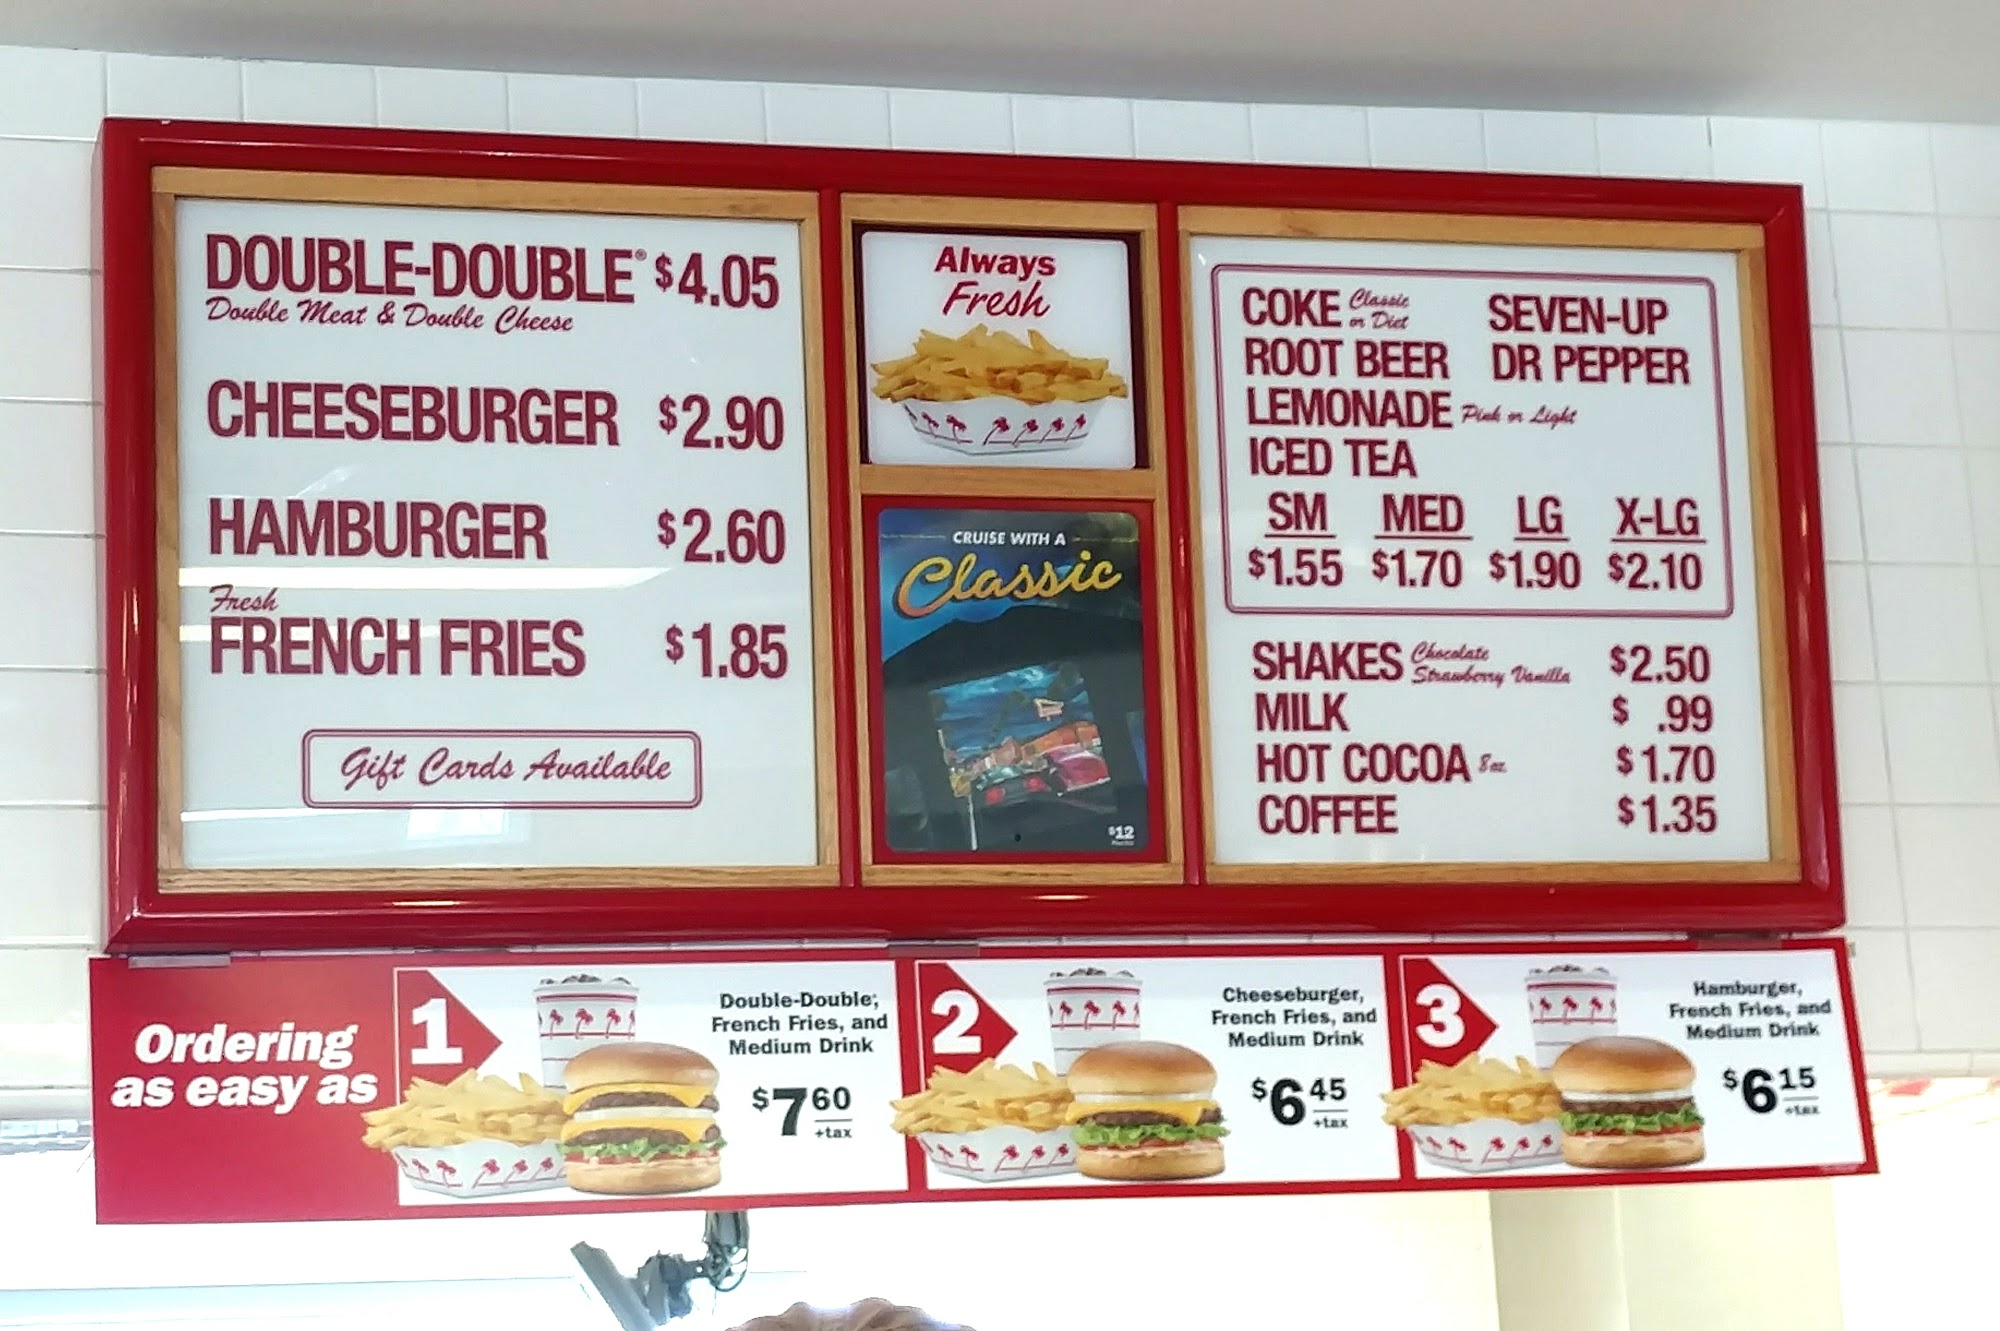 DOUBLE-DOUBLE® $4.05
Double Meat & Double Cheese
CHEESEBURGER $2.90
HAMBURGER $2.60
Fresh
FRENCH FRIES $1.85
Gift Cards Available
Always
Fresh
CRUISE WITH A
Classic
$12
COKE Classic or Diet SEVEN-UP
ROOT BEER DR PEPPER
LEMONADE Pink or Light
ICED TEA
SM MED LG X-LG
$1.55 $1.70 $1.90 $2.10
SHAKES Chocolate Strawberry Vanilla $2.50
MILK $ .99
HOT COCOA 8oz. $1.70
COFFEE $1.35
Ordering
as easy as
1
Double-Double,
French Fries, and
Medium Drink
$7 60
+tax
2
Cheeseburger,
French Fries, and
Medium Drink
$6 45
+tax
3
Hamburger,
French Fries, and
Medium Drink
$6 15
+tax